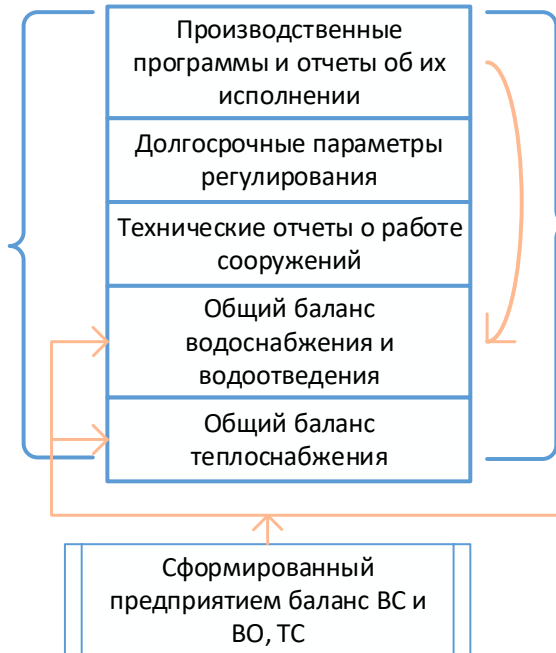 Производственные
программы и отчеты об их
исполнении
Долгосрочные параметры
регулирования
Технические отчеты о работе
сооружений
Общий баланс
водоснабжения и
водоотведения
Общий баланс
теплоснабжения
Сформированный
предприятием баланс ВС и
ВО, ТС